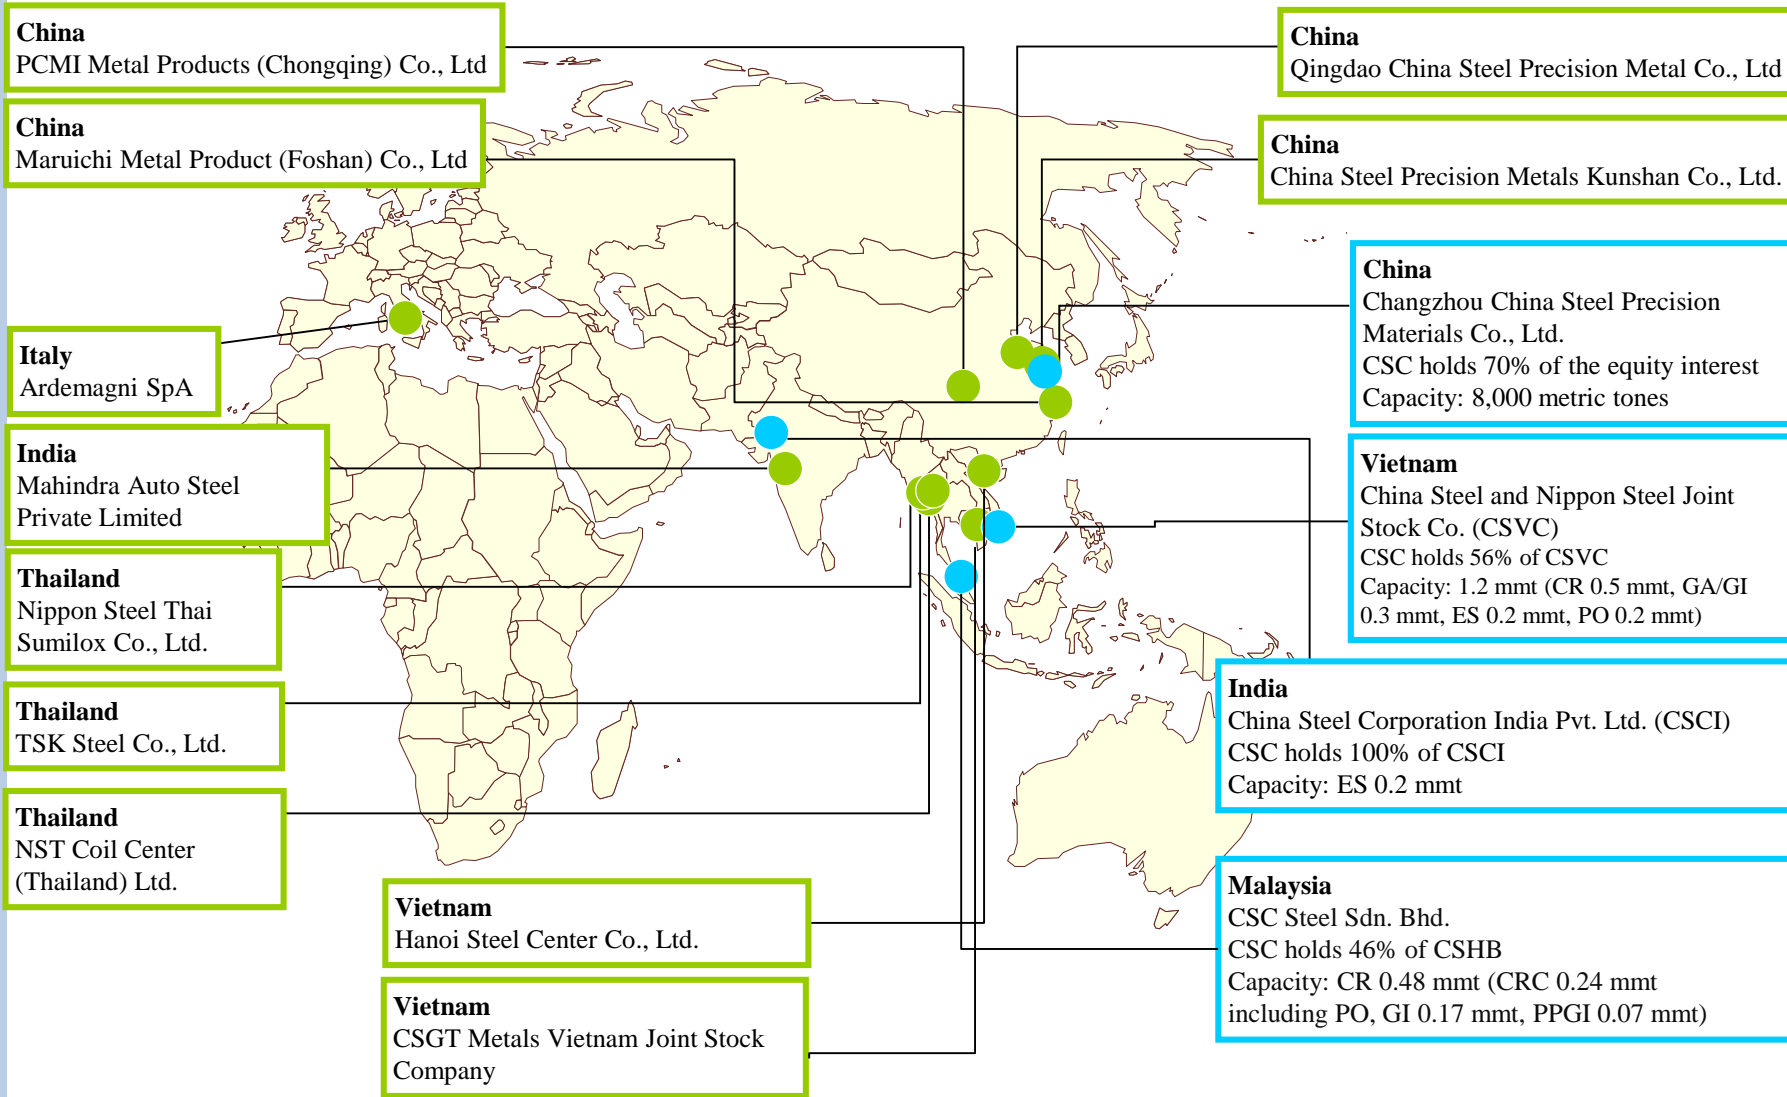 China
PCMI Metal Products (Chongqing) Co., Ltd
China
Maruichi Metal Product (Foshan) Co., Ltd
Italy
Ardemagni SpA
India
Mahindra Auto Steel
Private Limited
Thailand
Nippon Steel Thai
Sumilox Co., Ltd.
Thailand
TSK Steel Co., Ltd.
Thailand
NST Coil Center
(Thailand) Ltd.
Vietnam
Hanoi Steel Center Co., Ltd.
Vietnam
CSGT Metals Vietnam Joint Stock
Company
China
Qingdao China Steel Precision Metal Co., Ltd
China
China Steel Precision Metals Kunshan Co., Ltd.
China
Changzhou China Steel Precision
Materials Co., Ltd.
CSC holds 70% of the equity interest
Capacity: 8,000 metric tones
Vietnam
China Steel and Nippon Steel Joint
Stock Co. (CSVC)
CSC holds 56% of CSVC
Capacity: 1.2 mmt (CR 0.5 mmt, GA/GI
0.3 mmt, ES 0.2 mmt, PO 0.2 mmt)
India
China Steel Corporation India Pvt. Ltd. (CSCI)
CSC holds 100% of CSCI
Capacity: ES 0.2 mmt
Malaysia
CSC Steel Sdn. Bhd.
CSC holds 46% of CSHB
Capacity: CR 0.48 mmt (CRC 0.24 mmt
including PO, GI 0.17 mmt, PPGI 0.07 mmt)